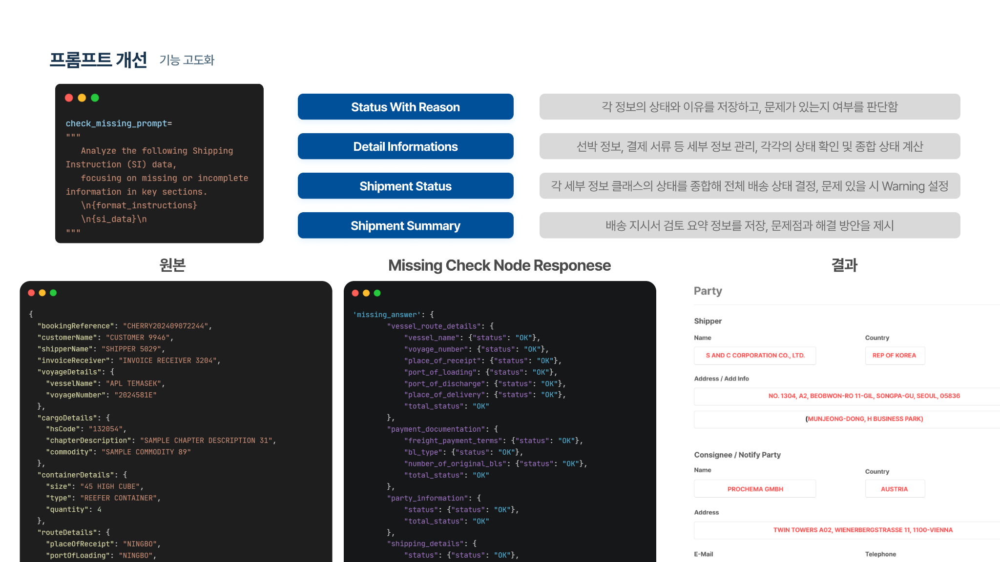 프롬프트 개선 기능 고도화
check_missing_prompt=
"""
Analyze the following Shipping
Instruction (SI) data,
focusing on missing or incomplete
information in key sections.
\n{format_instructions}
\n{si_data}\n
"""
Status With Reason
각 정보의 상태와 이유를 저장하고, 문제가 있는지 여부를 판단함
Detail Informations
선박 정보, 결제 서류 등 세부 정보 관리, 각각의 상태 확인 및 종합 상태 계산
Shipment Status
각 세부 정보 클래스의 상태를 종합해 전체 배송 상태 결정, 문제 있을 시 Warning 설정
Shipment Summary
배송 지시서 검토 요약 정보를 저장, 문제점과 해결 방안을 제시
원본
{
"bookingReference": "CHERRY202409072244",
"customerName": "CUSTOMER 9946",
"shipperName": "SHIPPER 5029",
"invoiceReceiver": "INVOICE RECEIVER 3204",
"voyageDetails": {
"vesselName": "APL TEMASEK",
"voyageNumber": "2024581E"
},
"cargoDetails": {
"hsCode": "132054",
"chapterDescription": "SAMPLE CHAPTER DESCRIPTION 31",
"commodity": "SAMPLE COMMODITY 89"
},
"containerDetails": {
"size": "45 HIGH CUBE",
"type": "REEFER CONTAINER",
"quantity": 4
},
"routeDetails": {
"placeOfReceipt": "NINGBO",
"portOfLoading": "NINGBO",
Missing Check Node Responese
'missing_answer': {
"vessel_route_details": {
"vessel_name": {"status": "OK"},
"voyage_number": {"status": "OK"},
"place_of_receipt": {"status": "OK"},
"port_of_loading": {"status": "OK"},
"port_of_discharge": {"status": "OK"},
"place_of_delivery": {"status": "OK"},
"total_status": "OK"
},
"payment_documentation": {
"freight_payment_terms": {"status": "OK"},
"bl_type": {"status": "OK"},
"number_of_original_bls": {"status": "OK"},
"total_status": "OK"
},
"party_information": {
"status": {"status": "OK"},
"total_status": "OK"
},
"shipping_details": {
"status": {"status": "OK"},
결과
Party
Shipper
Name Country
S AND C CORPORATION CO., LTD. REP OF KOREA
Address / Add Info
NO. 1304, A2, BEOBWON-RO 11-GIL, SONGPA-GU, SEOUL, 05836
(MUNJEONG-DONG, H BUSINESS PARK)
Consignee / Notify Party
Name Country
PROCHEMA GMBH AUSTRIA
Address
TWIN TOWERS A02, WIENERBERGSTRASSE 11, 1100-VIENNA
E-Mail Telephone